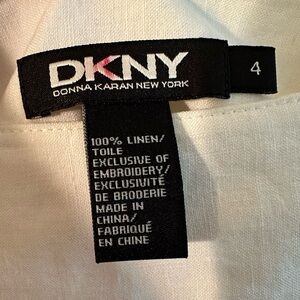 DKNY
DONNA KARAN NEW YORK
4
100% LINEN/
TOILE
EXCLUSIVE OF
EMBROIDERY/
EXCLUSIVITÉ
DE BRODERIE
MADE IN
CHINA/
FABRIQUÉ
EN CHINE